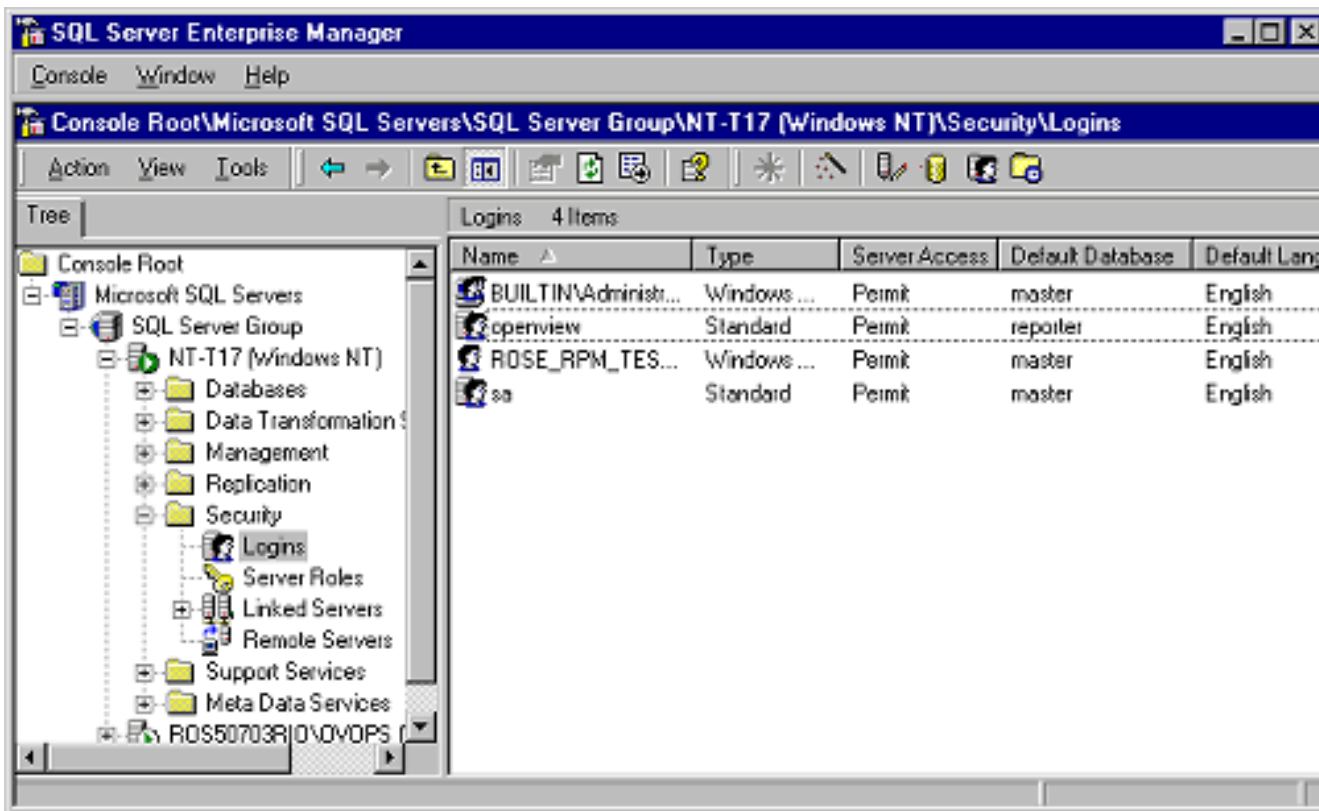 SQL Server Enterprise Manager
Console Window Help
Console Root\Microsoft SQL Servers\SQL Server Group\NT-T17 (Windows NT)\Security\Logins
Action View Tools
Tree
Logins 4 Items
Console Root
Microsoft SQL Servers
SQL Server Group
NT-T17 (Windows NT)
Databases
Data Transformation S
Management
Replication
Security
Logins
Server Roles
Linked Servers
Remote Servers
Support Services
Meta Data Services
ROS50703RIO\OVOPS (
Name Type Server Access Default Database Default Lang
BUILTIN\Administr... Windows ... Permit master English
openview Standard Permit reporter English
ROSE_RPM_TES... Windows ... Permit master English
sa Standard Permit master English